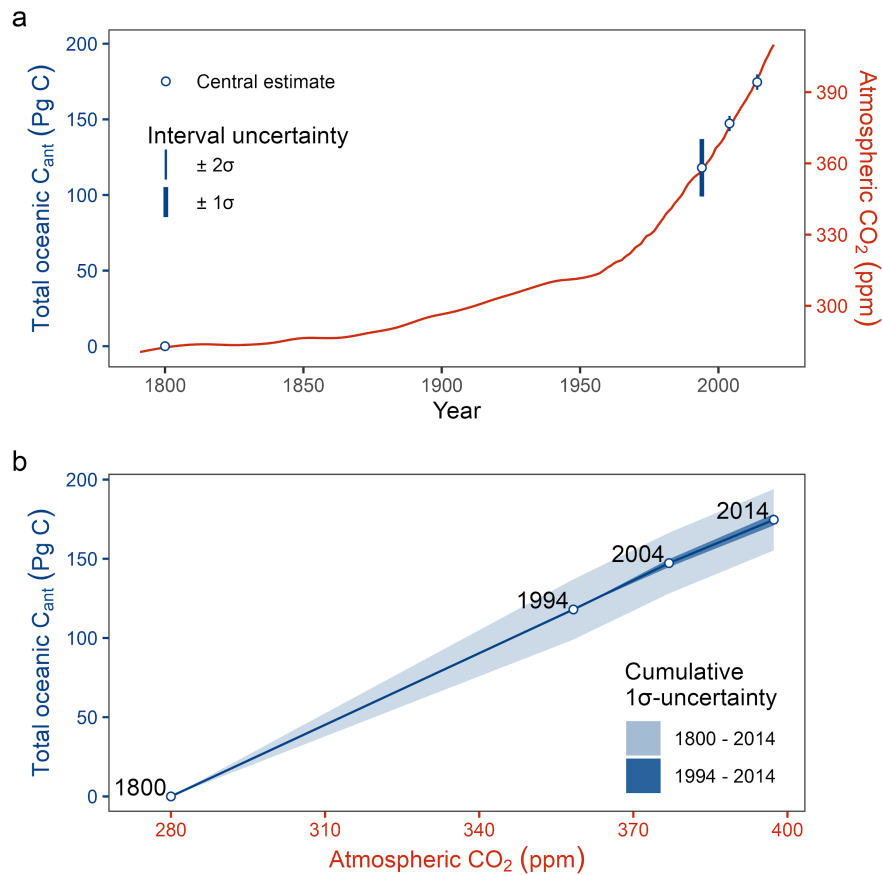 a
Total oceanic Cant (Pg C)
200
150
100
50
0
Central estimate
Interval uncertainty
± 2σ
± 1σ
390
360
330
300
Atmospheric CO2 (ppm)
1800
1850
1900
1950
2000
Year
b
Total oceanic Cant (Pg C)
200
150
100
50
0
2014
2004
1994
1800
Cumulative
1σ-uncertainty
1800 - 2014
1994 - 2014
280
310
340
370
400
Atmospheric CO2 (ppm)